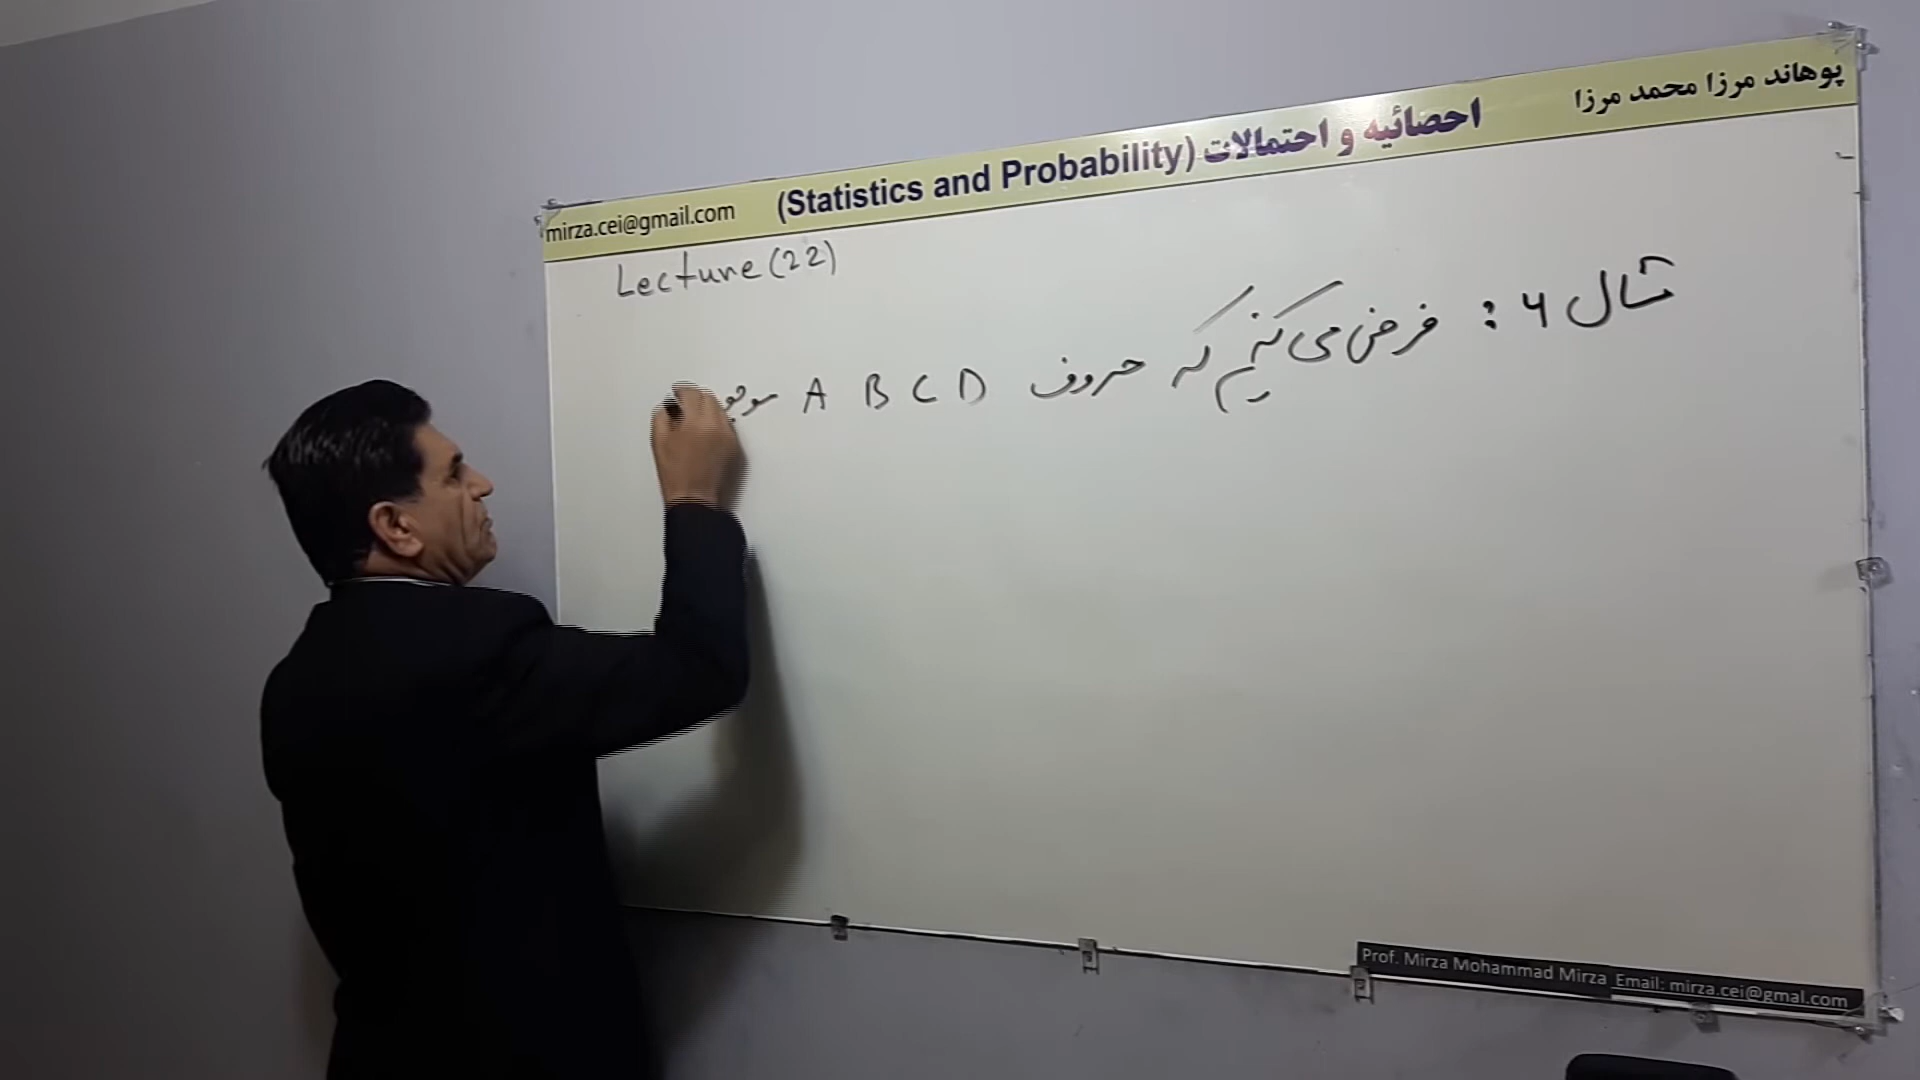 پوهاند مرزا محمد مرزا
احصائیه و احتمالات (Statistics and Probability)
mirza.cei@gmail.com
Lecture (22)
مثال ۶ : فرض می‌کنیم که حروف A B C D
Prof. Mirza Mohammad Mirza Email: mirza.cei@gmal.com